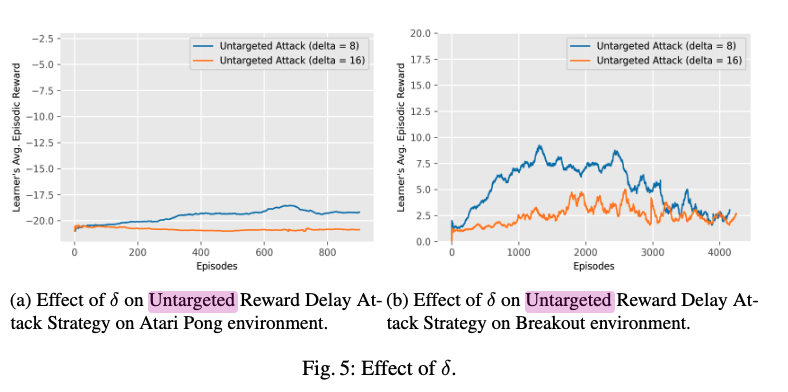 −2.5
−5.0
−7.5
−10.0
−12.5
−15.0
−17.5
−20.0
Learner's Avg. Episodic Reward
Untargeted Attack (delta = 8)
Untargeted Attack (delta = 16)
0 200 400 600 800
Episodes
20.0
17.5
15.0
12.5
10.0
7.5
5.0
2.5
0.0
Learner's Avg. Episodic Reward
Untargeted Attack (delta = 8)
Untargeted Attack (delta = 16)
0 1000 2000 3000 4000
Episodes
(a) Effect of δ on Untargeted Reward Delay At-
tack Strategy on Atari Pong environment.
(b) Effect of δ on Untargeted Reward Delay At-
tack Strategy on Breakout environment.
Fig. 5: Effect of δ.